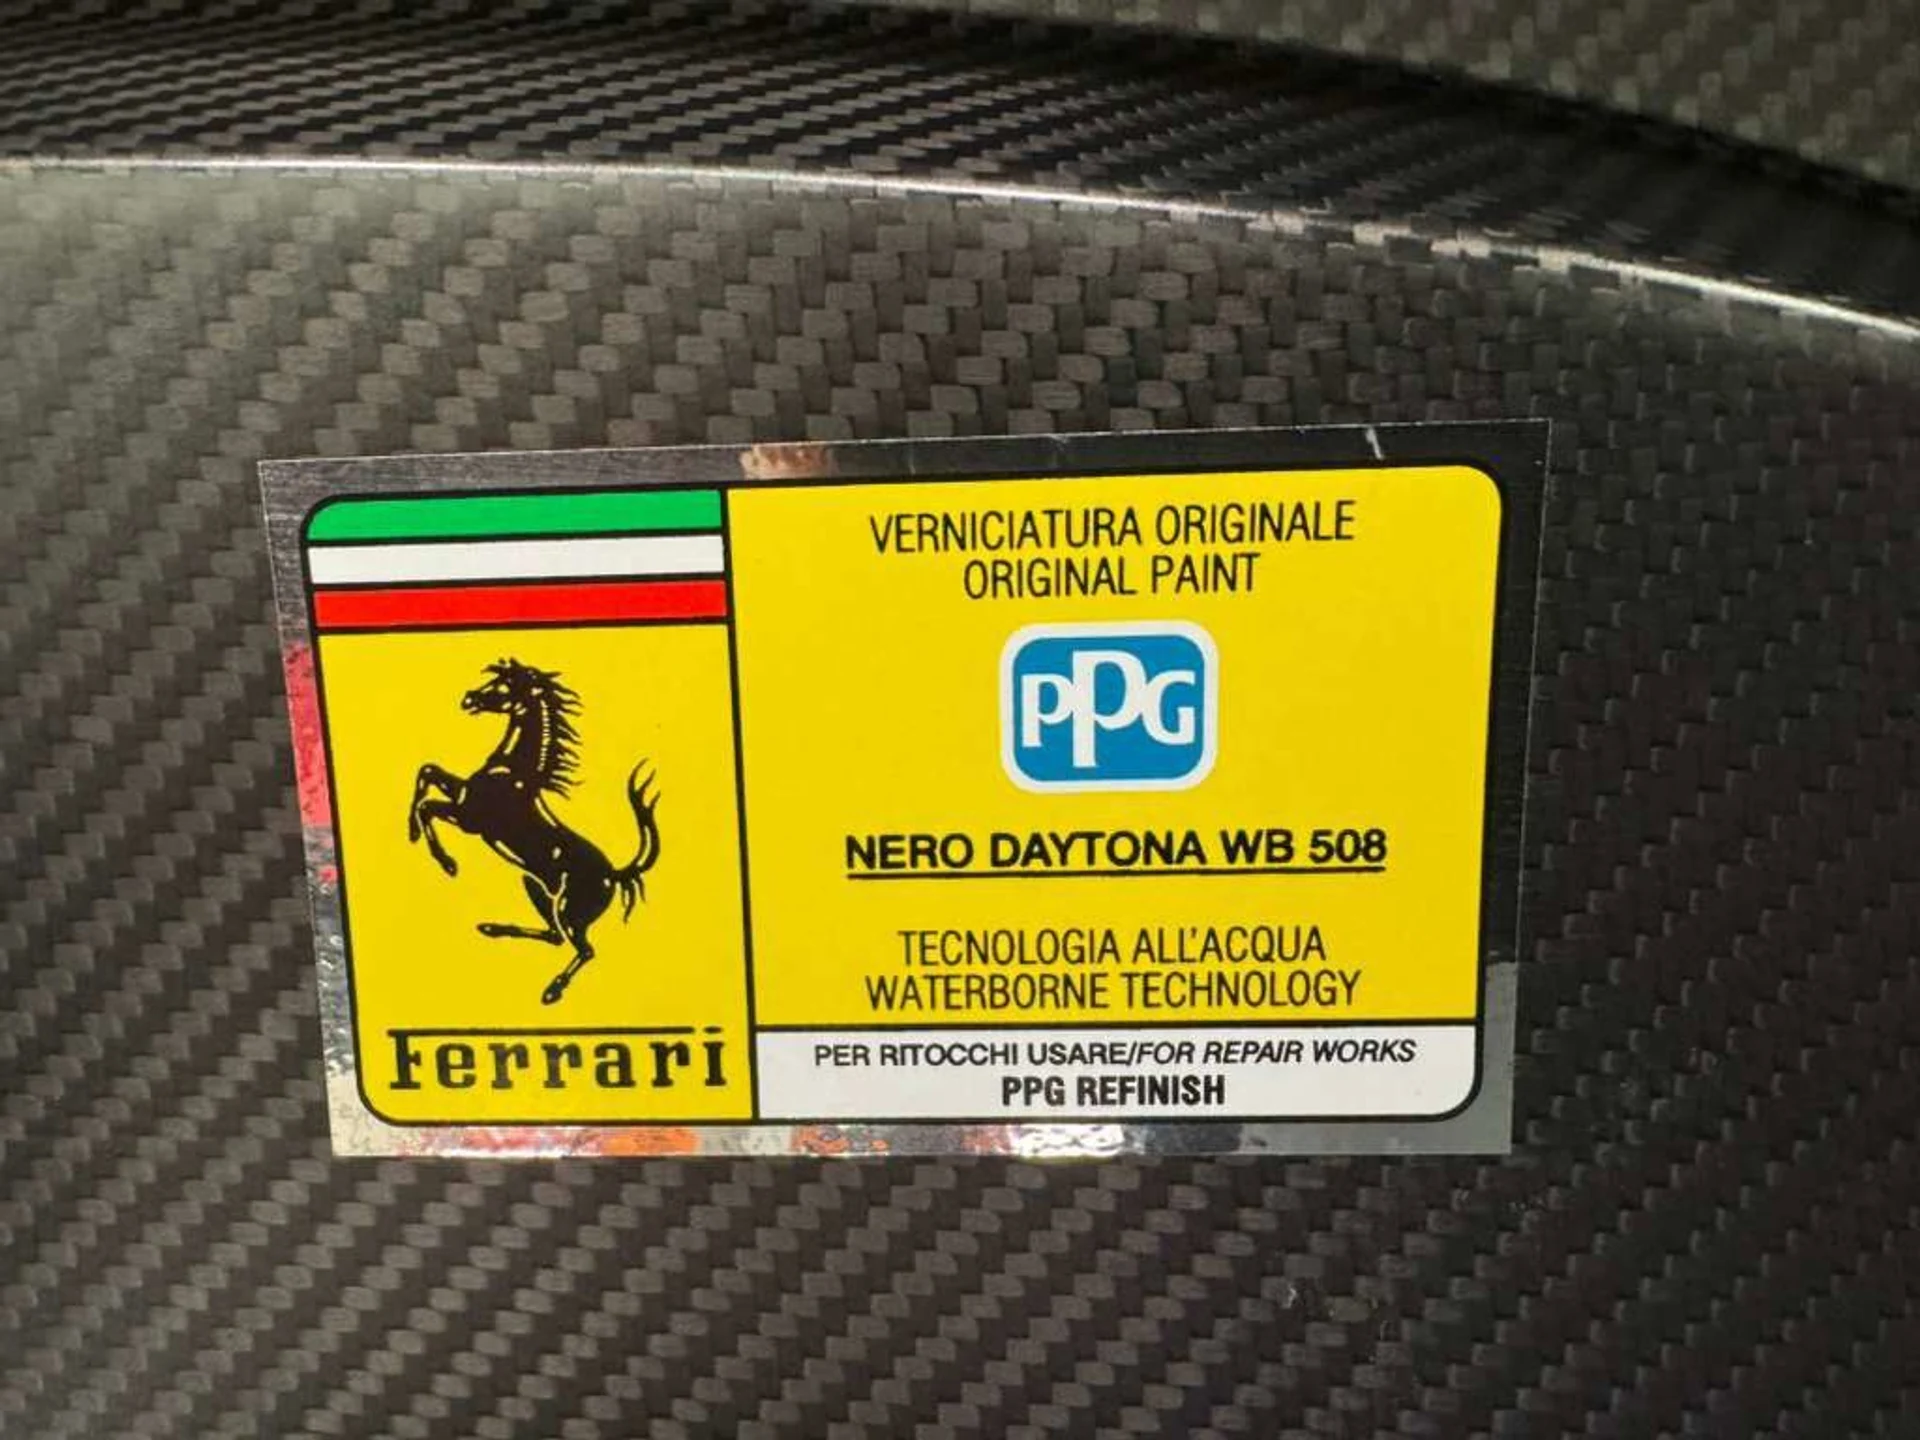 VERNICIATURA ORIGINALE
ORIGINAL PAINT
PPG
NERO DAYTONA WB 508
TECNOLOGIA ALL'ACQUA
WATERBORNE TECHNOLOGY
Ferrari
PER RITOCCHI USARE/FOR REPAIR WORKS
PPG REFINISH